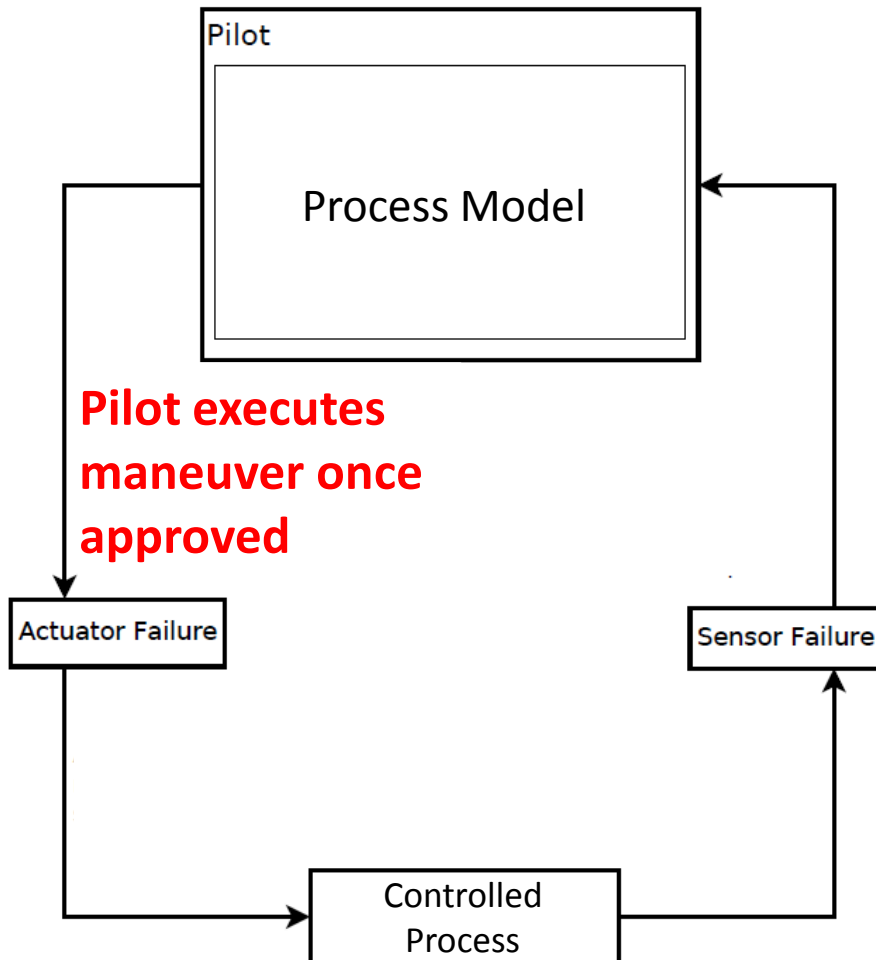 Pilot
Process Model
Pilot executes
maneuver once
approved
Actuator Failure
Sensor Failure
Controlled
Process